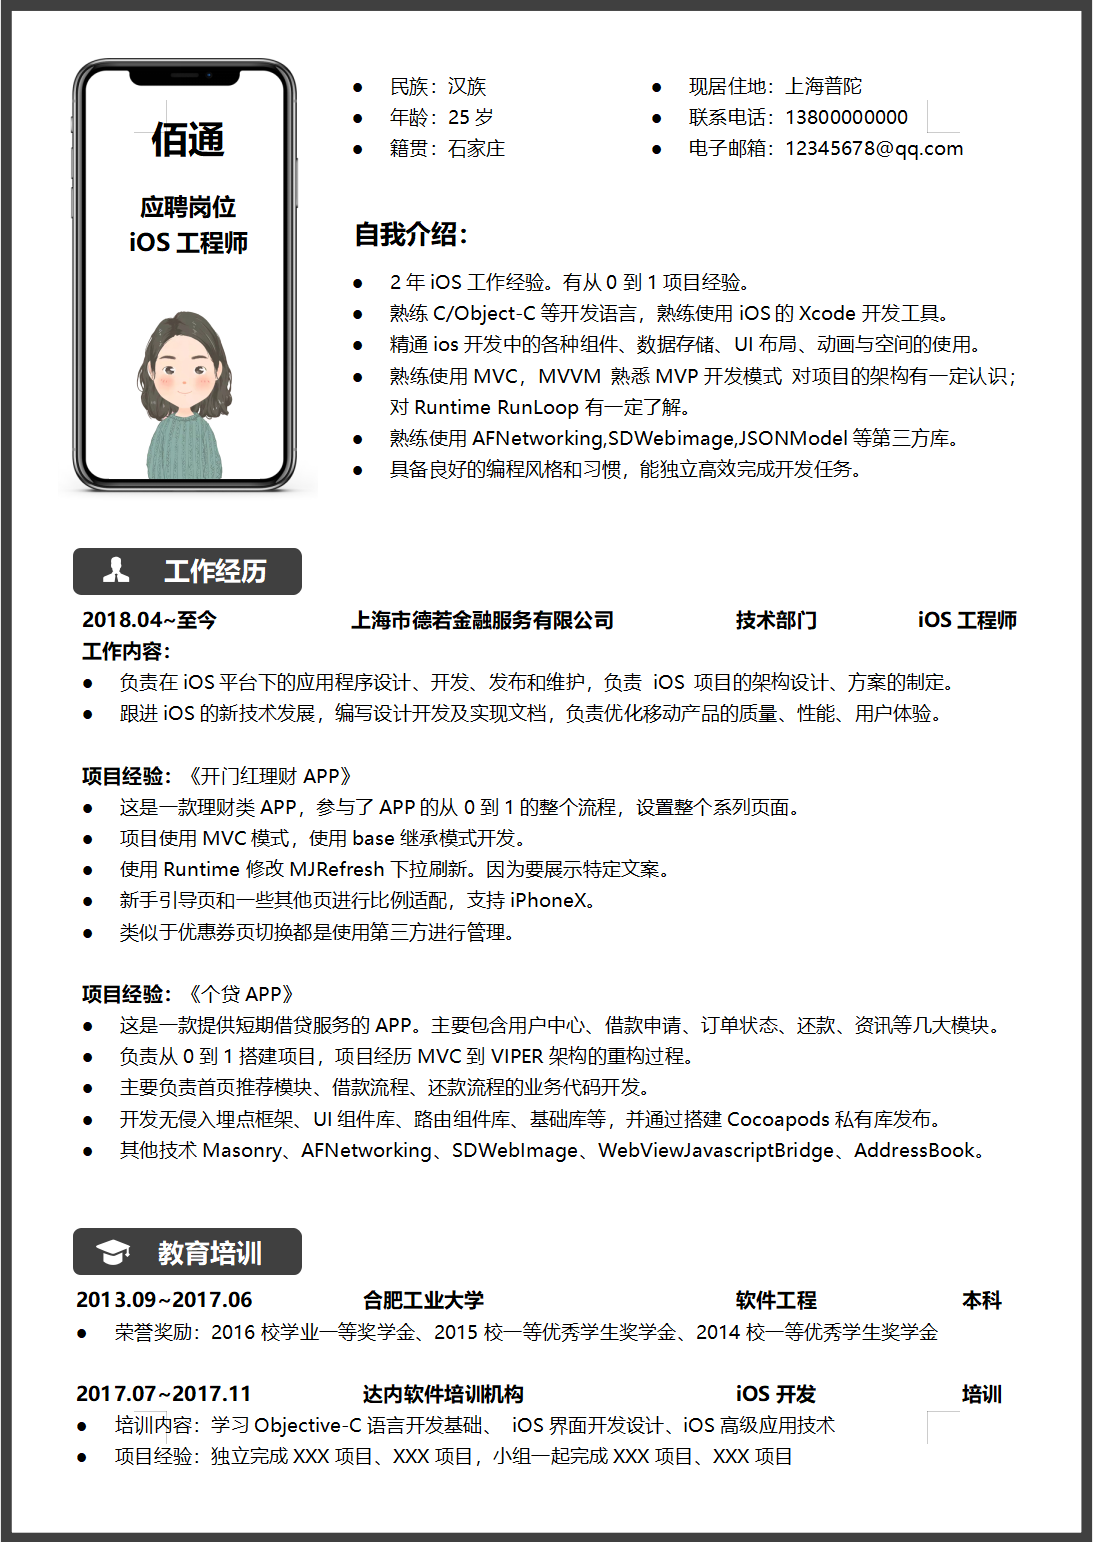 佰通
应聘岗位
iOS 工程师
● 民族：汉族
● 年龄：25 岁
● 籍贯：石家庄
● 现居住地：上海普陀
● 联系电话：13800000000
● 电子邮箱：12345678@qq.com
自我介绍：
● 2 年 iOS 工作经验。有从 0 到 1 项目经验。
● 熟练 C/Object-C 等开发语言，熟练使用 iOS 的 Xcode 开发工具。
● 精通 ios 开发中的各种组件、数据存储、UI 布局、动画与空间的使用。
● 熟练使用 MVC，MVVM 熟悉 MVP 开发模式 对项目的架构有一定认识；
对 Runtime RunLoop 有一定了解。
● 熟练使用 AFNetworking,SDWebimage,JSONModel 等第三方库。
● 具备良好的编程风格和习惯，能独立高效完成开发任务。
工作经历
2018.04~至今 上海市德若金融服务有限公司 技术部门 iOS 工程师
工作内容：
● 负责在 iOS 平台下的应用程序设计、开发、发布和维护，负责 iOS 项目的架构设计、方案的制定。
● 跟进 iOS 的新技术发展，编写设计开发及实现文档，负责优化移动产品的质量、性能、用户体验。
项目经验：《开门红理财 APP》
● 这是一款理财类 APP，参与了 APP 的从 0 到 1 的整个流程，设置整个系列页面。
● 项目使用 MVC 模式，使用 base 继承模式开发。
● 使用 Runtime 修改 MJRefresh 下拉刷新。因为要展示特定文案。
● 新手引导页和一些其他页进行比例适配，支持 iPhoneX。
● 类似于优惠券页切换都是使用第三方进行管理。
项目经验：《个贷 APP》
● 这是一款提供短期借贷服务的 APP。主要包含用户中心、借款申请、订单状态、还款、资讯等几大模块。
● 负责从 0 到 1 搭建项目，项目经历 MVC 到 VIPER 架构的重构过程。
● 主要负责首页推荐模块、借款流程、还款流程的业务代码开发。
● 开发无侵入埋点框架、UI 组件库、路由组件库、基础库等，并通过搭建 Cocoapods 私有库发布。
● 其他技术 Masonry、AFNetworking、SDWebImage、WebViewJavascriptBridge、AddressBook。
教育培训
2013.09~2017.06 合肥工业大学 软件工程 本科
● 荣誉奖励：2016 校学业一等奖学金、2015 校一等优秀学生奖学金、2014 校一等优秀学生奖学金
2017.07~2017.11 达内软件培训机构 iOS 开发 培训
● 培训内容：学习 Objective-C 语言开发基础、 iOS 界面开发设计、iOS 高级应用技术
● 项目经验：独立完成 XXX 项目、XXX 项目，小组一起完成 XXX 项目、XXX 项目